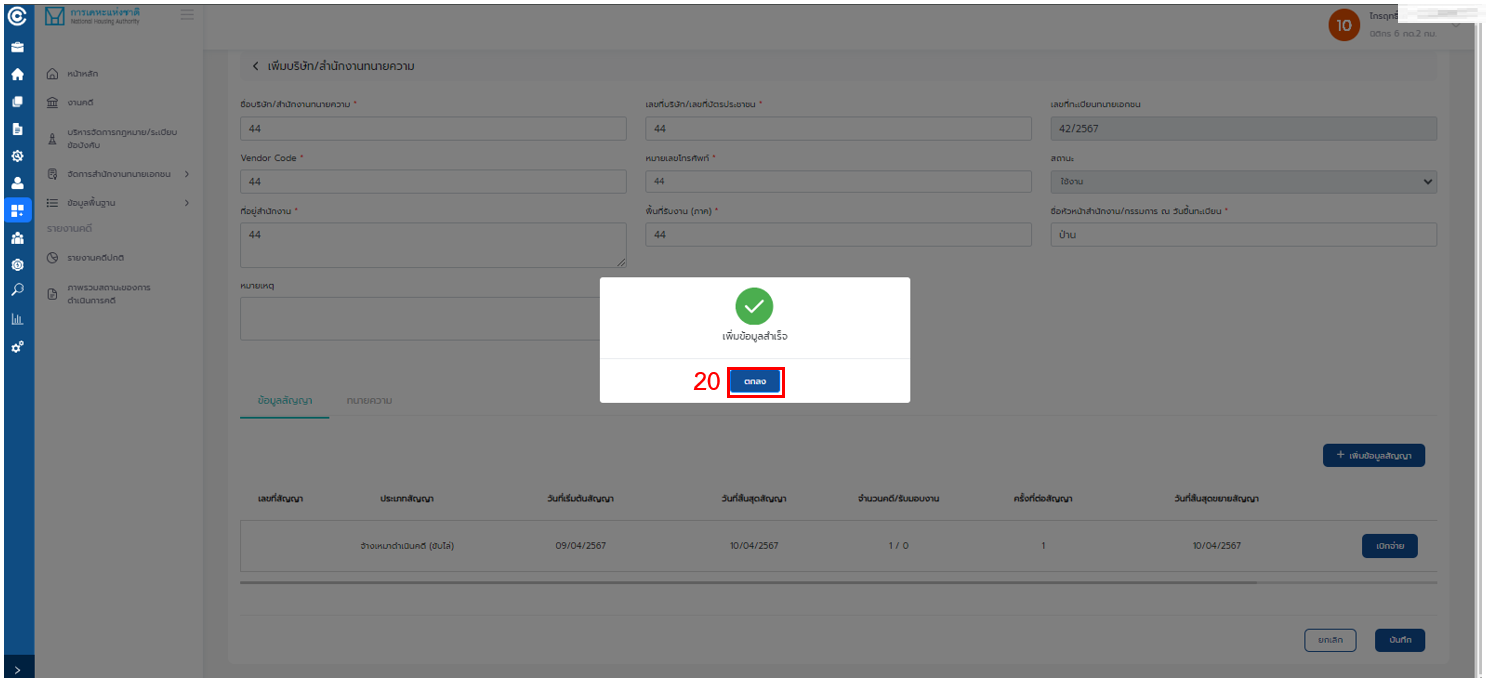 การเคหะแห่งชาติ
National Housing Authority
10
นิติกร 6 กต.2 กม.
หน้าหลัก
งานคดี
บริหารจัดการกฎหมาย/ระเบียบ
ข้อบังคับ
จัดการสำนักงานทนายเอกชน
ข้อมูลพื้นฐาน
รายงานคดี
รายงานคดีปกติ
ภาพรวมสถานะของการ
ดำเนินการคดี
เพิ่มบริษัท/สำนักงานทนายความ
ชื่อบริษัท/สำนักงานทนายความ *
เลขที่บริษัท/เลขที่บัตรประชาชน *
เลขที่ทะเบียนทนายเอกชน
44
44
42/2567
Vendor Code *
หมายเลขโทรศัพท์ *
สถานะ
44
44
ใช้งาน
ที่อยู่สำนักงาน *
พื้นที่รับงาน (ภาค) *
ชื่อหัวหน้าสำนักงาน/กรรมการ ณ วันขึ้นทะเบียน *
44
44
ป่าน
หมายเหตุ
เพิ่มข้อมูลสำเร็จ
20
ตกลง
ข้อมูลสัญญา
ทนายความ
+ เพิ่มข้อมูลสัญญา
เลขที่สัญญา
ประเภทสัญญา
วันที่เริ่มต้นสัญญา
วันที่สิ้นสุดสัญญา
จำนวนคดี/รับมอบงาน
ครั้งที่ต่อสัญญา
วันที่สิ้นสุดขยายสัญญา
จ้างเหมาดำเนินคดี (ขับไล่)
09/04/2567
10/04/2567
1 / 0
1
10/04/2567
เบิกจ่าย
ยกเลิก
บันทึก